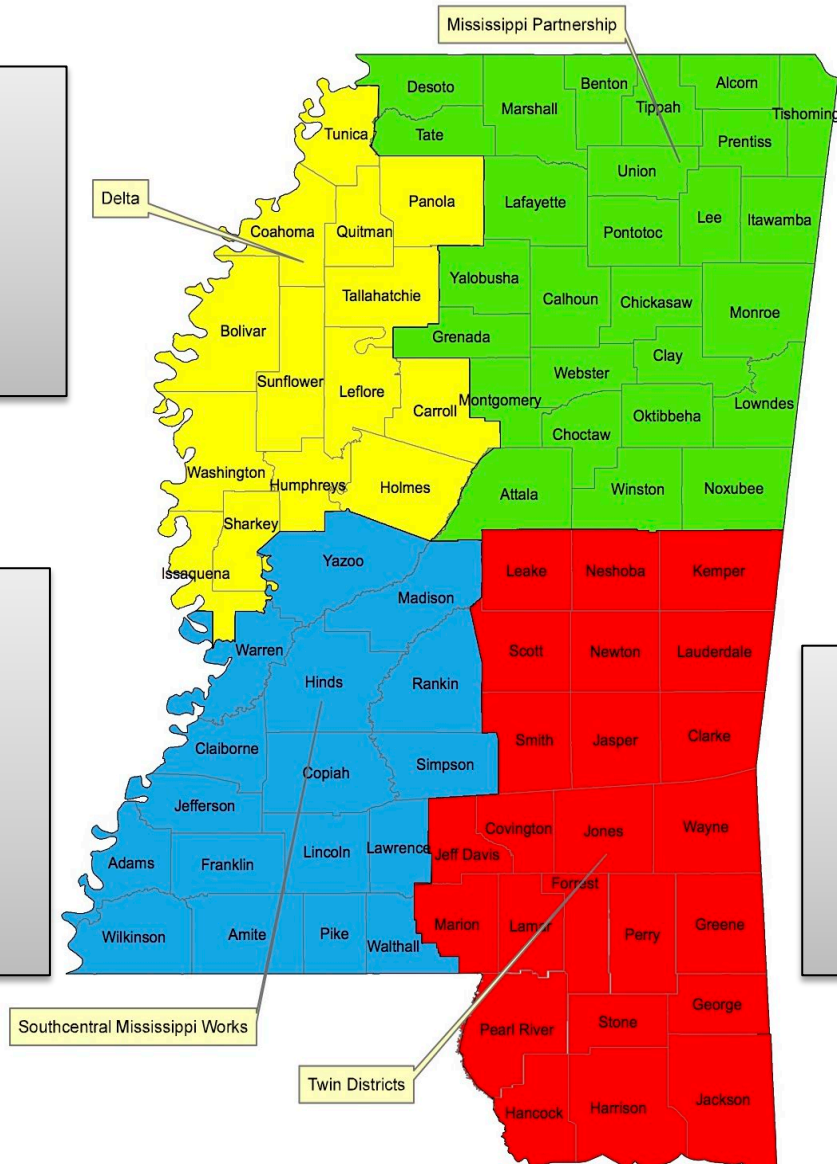 Mississippi Partnership
Desoto
Benton
Alcorn
Marshall
Tippah
Tishoming
Tunica
Tate
Prentiss
Union
Delta
Panola
Lafayette
Lee
Itawamba
Coahoma
Quitman
Pontotoc
Yalobusha
Tallahatchie
Calhoun
Chickasaw
Monroe
Bolivar
Grenada
Clay
Webster
Sunflower
Leflore
Montgomery
Lowndes
Carroll
Oktibbeha
Choctaw
Washington
Humphreys
Holmes
Attala
Winston
Noxubee
Sharkey
Yazoo
Issaquena
Leake
Neshoba
Kemper
Madison
Warren
Scott
Newton
Lauderdale
Hinds
Rankin
Claiborne
Smith
Jasper
Clarke
Copiah
Simpson
Jefferson
Covington
Jones
Wayne
Adams
Franklin
Lincoln
Lawrence
Jeff Davis
Forrest
Wilkinson
Amite
Pike
Walthall
Marion
Lamar
Perry
Greene
George
Southcentral Mississippi Works
Pearl River
Stone
Twin Districts
Hancock
Harrison
Jackson